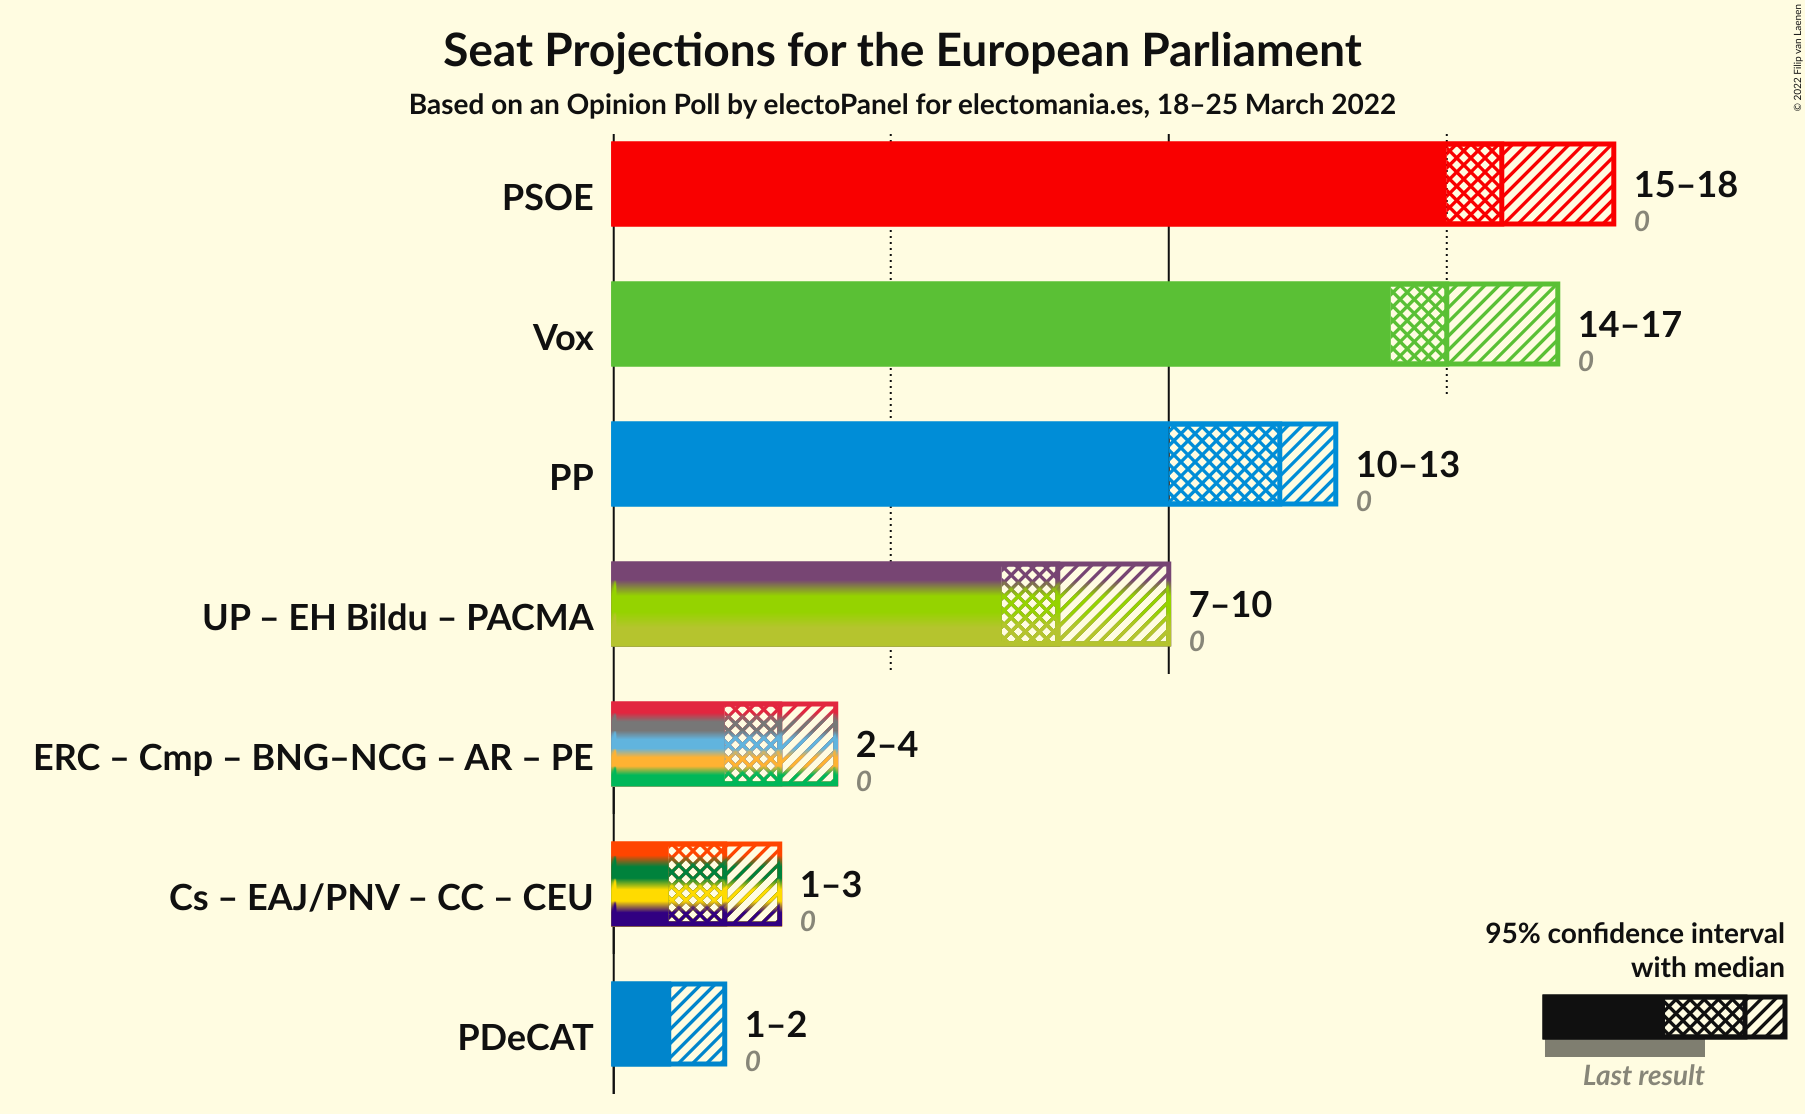 Seat Projections for the European Parliament
Based on an Opinion Poll by electoPanel for electomania.es, 18–25 March 2022
© 2022 Filip van Laenen
PSOE
15–18
0
Vox
14–17
0
PP
10–13
0
UP – EH Bildu – PACMA
7–10
0
ERC – Cmp – BNG–NCG – AR – PE
2–4
0
Cs – EAJ/PNV – CC – CEU
1–3
0
PDeCAT
1–2
0
95% confidence interval
with median
Last result